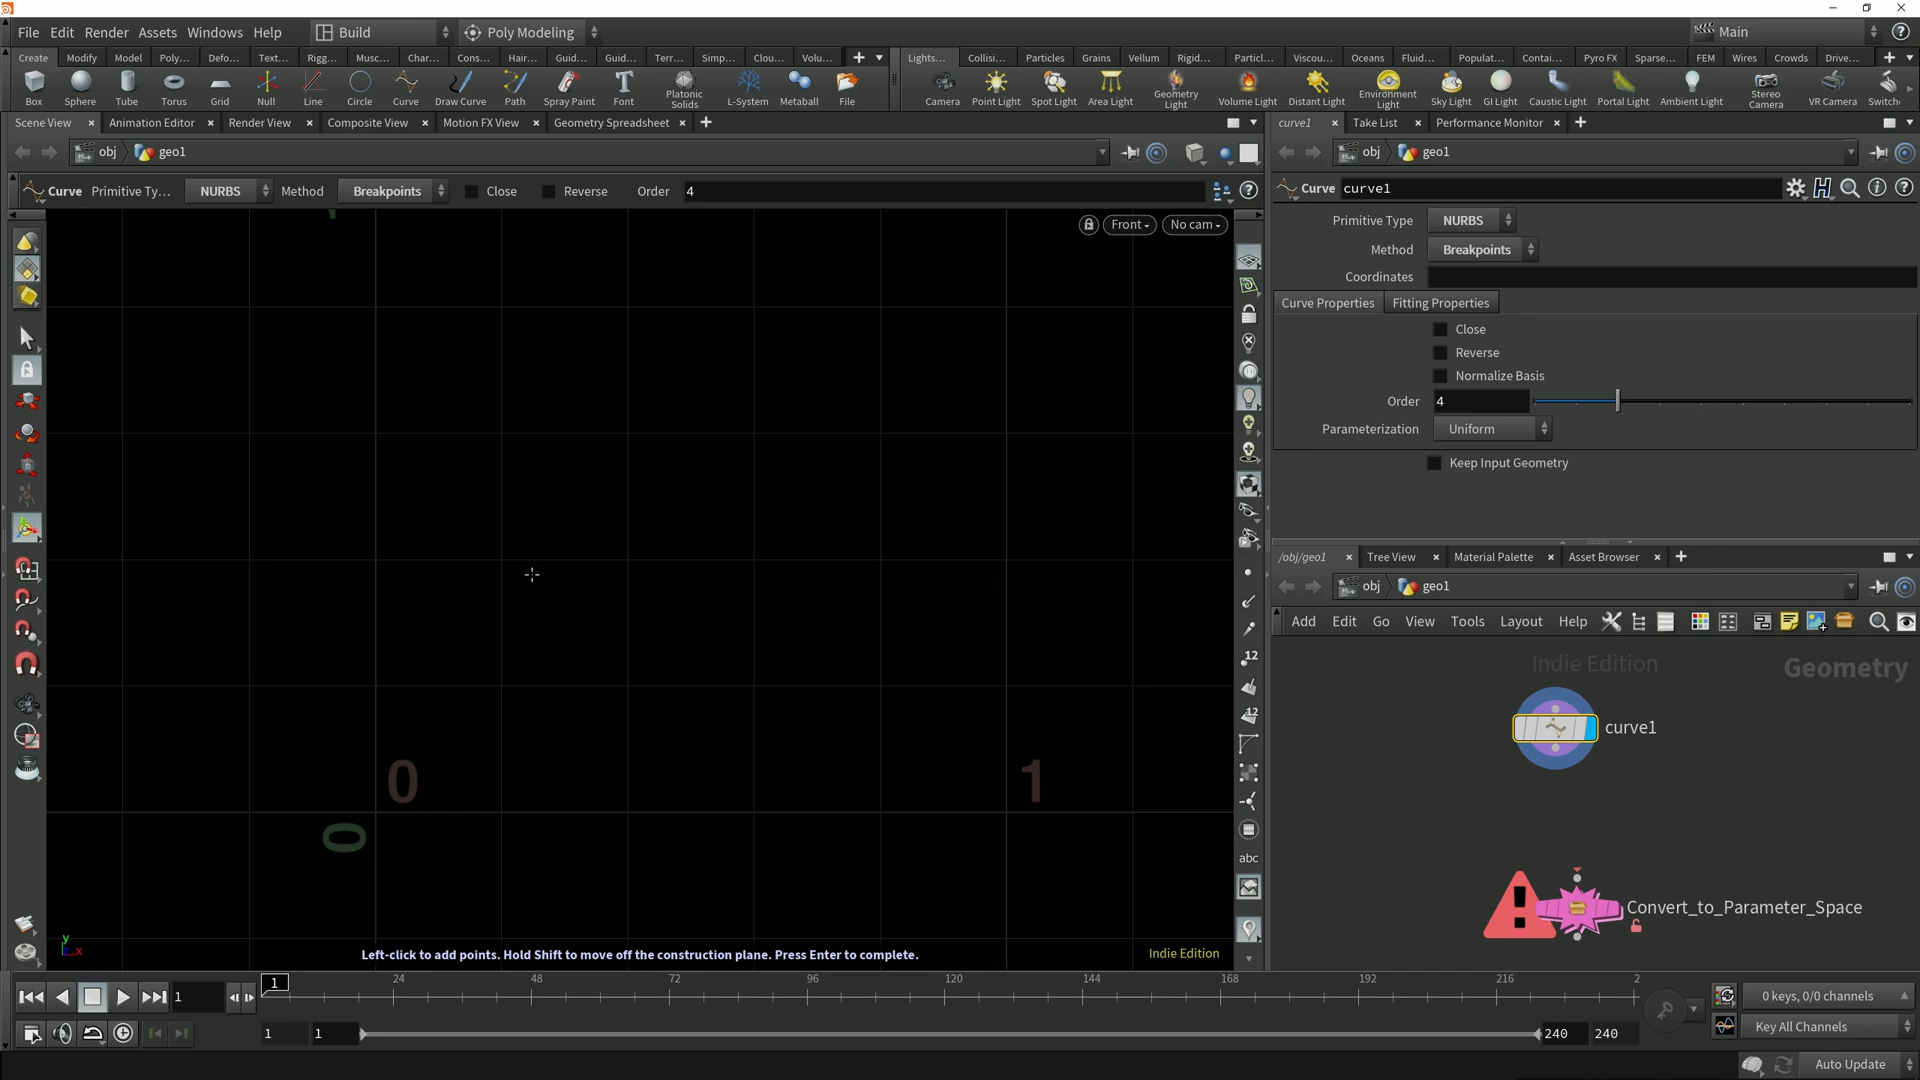 File Edit Render Assets Windows Help Build Poly Modeling Main
Create Modify Model Poly... Defo... Text... Rigg... Musc... Char... Cons... Hair... Guid... Guid... Terr... Simp... Clou... Volu... Lights... Collisi... Particles Grains Vellum Rigid... Particl... Viscou... Oceans Fluid... Populat... Contai... Pyro FX Sparse... FEM Wires Crowds Drive...
Box Sphere Tube Torus Grid Null Line Circle Curve Draw Curve Path Spray Paint Font Platonic Solids L-System Metaball File Camera Point Light Spot Light Area Light Geometry Light Volume Light Distant Light Environment Light Sky Light GI Light Caustic Light Portal Light Ambient Light Stereo Camera VR Camera Switch
Scene View Animation Editor Render View Composite View Motion FX View Geometry Spreadsheet curve1 Take List Performance Monitor
obj geo1 obj geo1
Curve Primitive Ty... NURBS Method Breakpoints Close Reverse Order 4
Curve curve1
Front No cam
Primitive Type NURBS
Method Breakpoints
Coordinates
Curve Properties Fitting Properties
Close
Reverse
Normalize Basis
Order 4
Parameterization Uniform
Keep Input Geometry
/obj/geo1 Tree View Material Palette Asset Browser
obj geo1
Add Edit Go View Tools Layout Help
Indie Edition Geometry
12
12
curve1
0 1
0
abc
Convert_to_Parameter_Space
y
x
Left-click to add points. Hold Shift to move off the construction plane. Press Enter to complete. Indie Edition
1 1 24 48 72 96 120 144 168 192 216 2 0 keys, 0/0 channels
1 1 240 240 Key All Channels
Auto Update